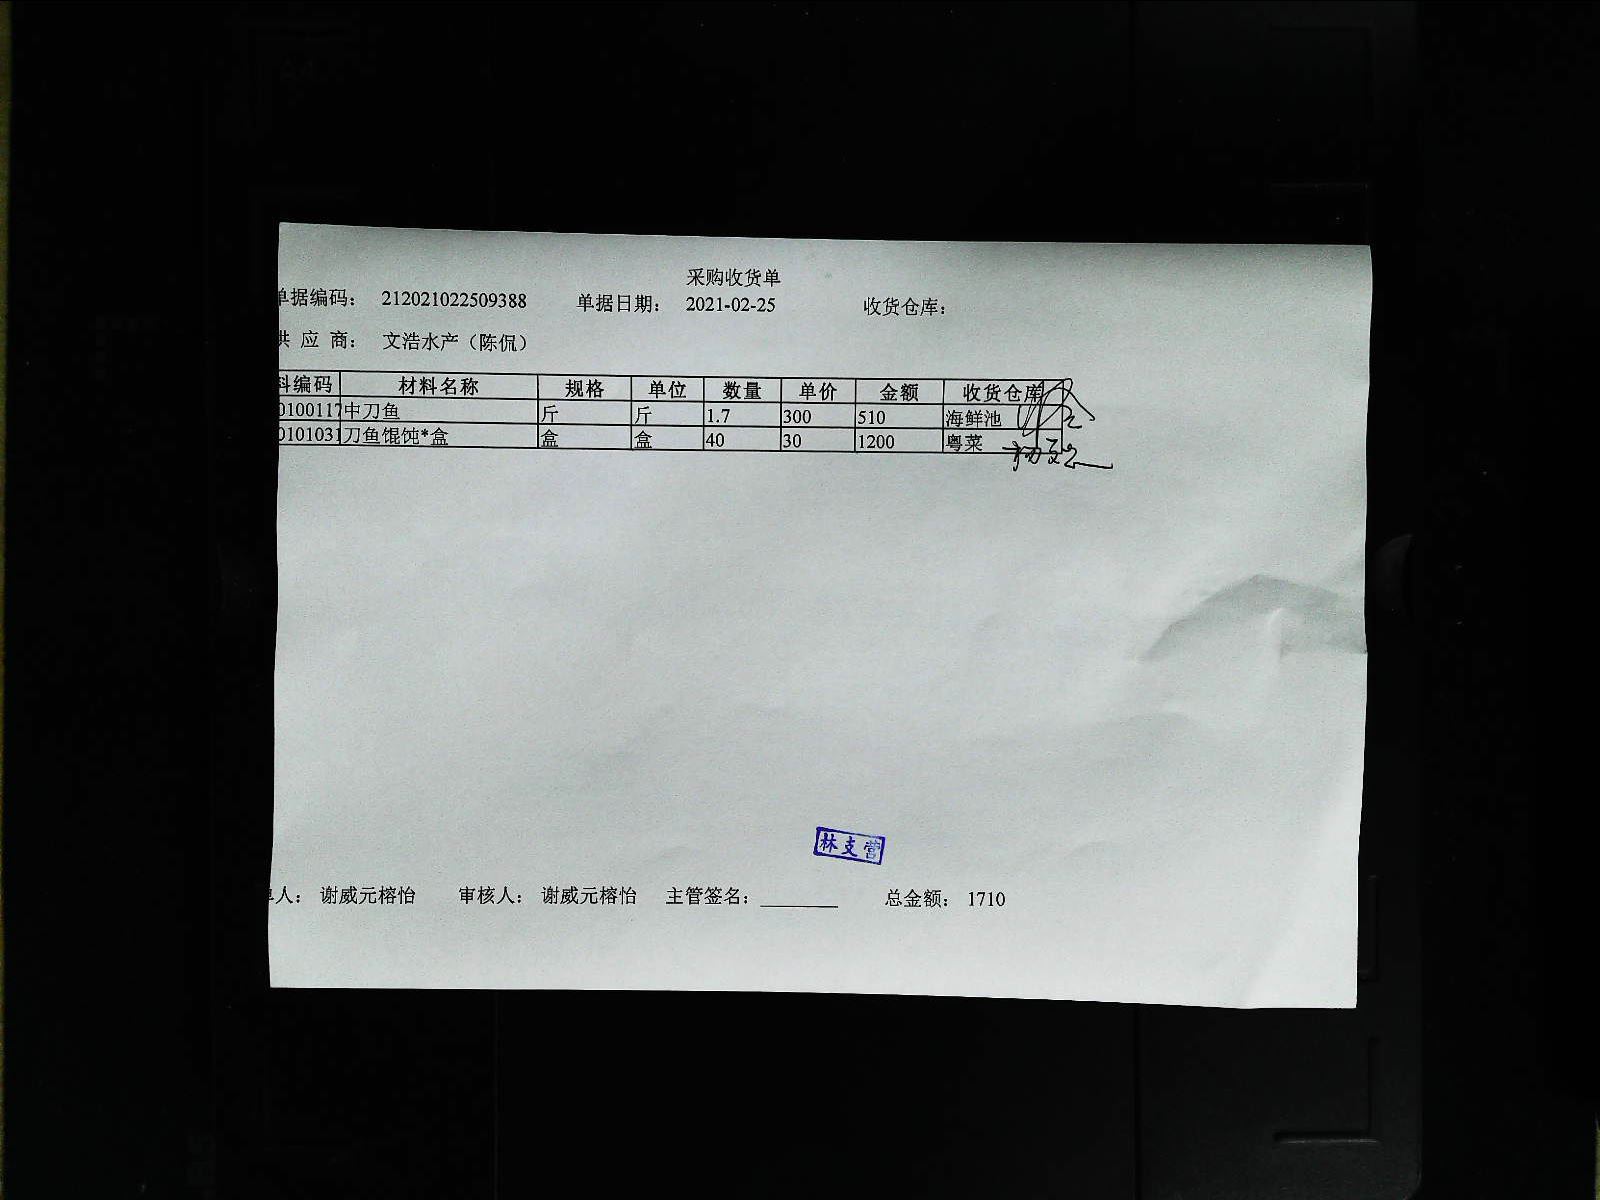 采购收货单
单据编码： 212021022509388 单据日期： 2021-02-25 收货仓库：
供 应 商： 文浩水产（陈侃）
料编码 材料名称 规格 单位 数量 单价 金额 收货仓库
0100117 中刀鱼 斤 斤 1.7 300 510 海鲜池
0101031 刀鱼馄饨*盒 盒 盒 40 30 1200 粤菜
林支营
单人： 谢威元榕怡 审核人： 谢威元榕怡 主管签名：________ 总金额： 1710